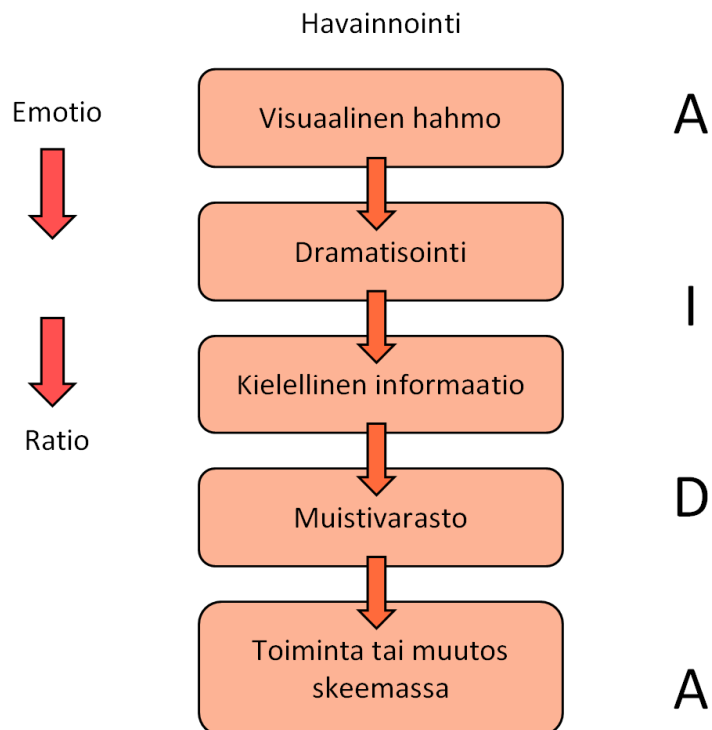 Havainnointi
Emotio
Visuaalinen hahmo
A
Dramatisointi
I
Kielellinen informaatio
Ratio
Muistivarasto
D
Toiminta tai muutos
skeemassa
A